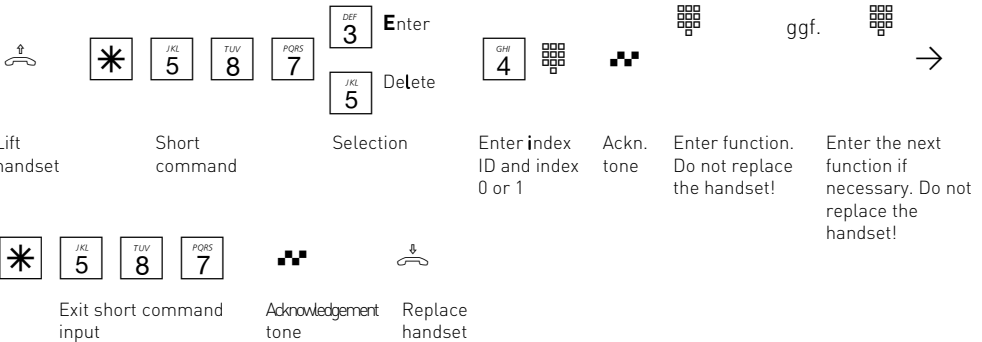 DEF
3 Enter
ggf.
* JKL 5 TUV 8 PQRS 7
GHI
4
JKL
5 Delete
handset
Short
command
Selection
Enter index
ID and index
0 or 1
Ackn.
tone
Enter function.
Do not replace
the handset!
Enter the next
function if
necessary. Do not
replace the
handset!
* JKL 5 TUV 8 PQRS 7
Exit short command
input
Acknowledgement
tone
Replace
handset